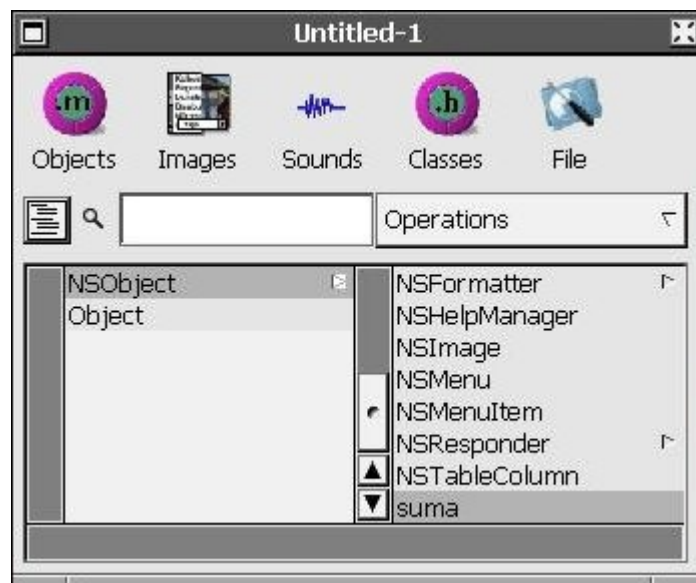 Untitled-1
.m
.h
Objects Images Sounds Classes File
Operations
NSObject
Object
NSFormatter
NSHelpManager
NSImage
NSMenu
NSMenuItem
NSResponder
NSTableColumn
suma